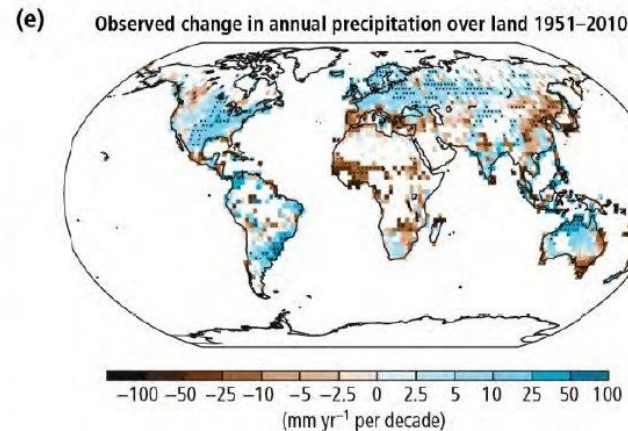 (e) Observed change in annual precipitation over land 1951–2010
−100 −50 −25 −10 −5 −2.5 0 2.5 5 10 25 50 100
(mm yr⁻¹ per decade)